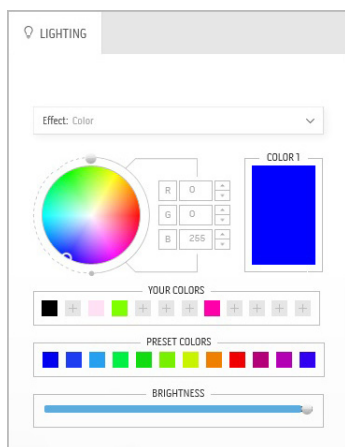 LIGHTING
Effect: Color
COLOR 1
R 0
G 0
B 255
YOUR COLORS
PRESET COLORS
BRIGHTNESS